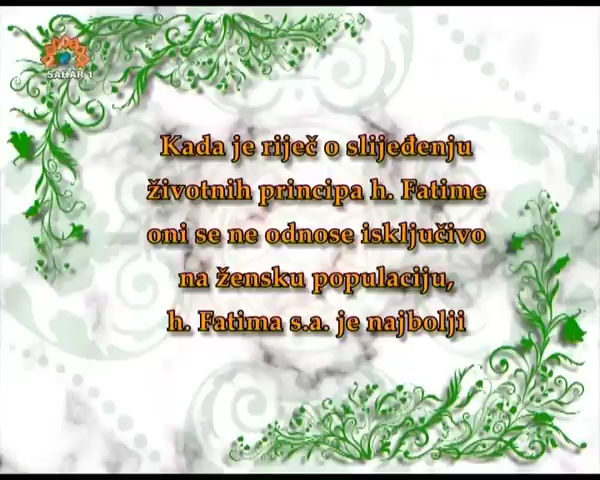 SAHAR 1
Kada je riječ o slijeđenju
životnih principa h. Fatime
oni se ne odnose isključivo
na žensku populaciju,
h. Fatima s.a. je najbolji